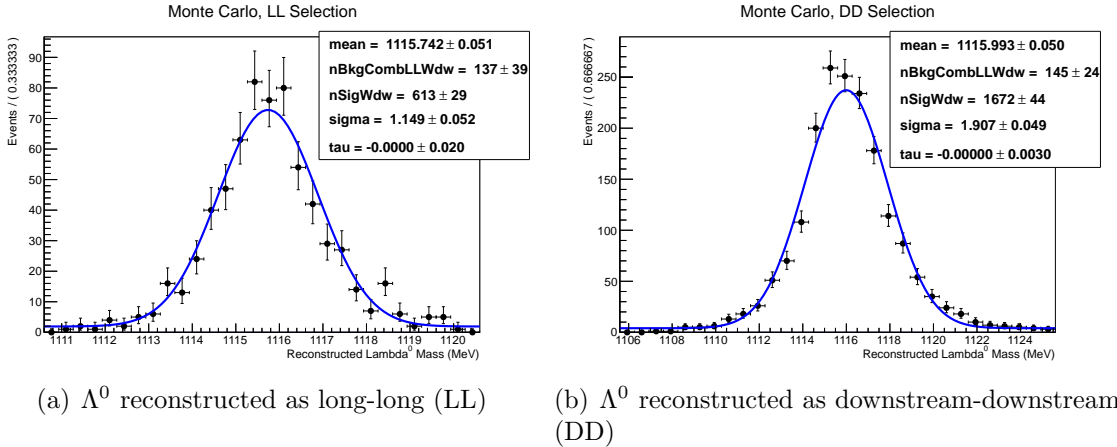 Monte Carlo, LL Selection
Events / ( 0.333333 )
90
80
70
60
50
40
30
20
10
0
mean = 1115.742 ± 0.051
nBkgCombLLWdw = 137 ± 39
nSigWdw = 613 ± 29
sigma = 1.149 ± 0.052
tau = -0.0000 ± 0.020
1111 1112 1113 1114 1115 1116 1117 1118 1119 1120
Reconstructed Lambda⁰ Mass (MeV)
(a) Λ⁰ reconstructed as long-long (LL)
Monte Carlo, DD Selection
Events / ( 0.666667 )
250
200
150
100
50
0
mean = 1115.993 ± 0.050
nBkgCombLLWdw = 145 ± 24
nSigWdw = 1672 ± 44
sigma = 1.907 ± 0.049
tau = -0.00000 ± 0.0030
1106 1108 1110 1112 1114 1116 1118 1120 1122 1124
Reconstructed Lambda⁰ Mass (MeV)
(b) Λ⁰ reconstructed as downstream-downstream
(DD)